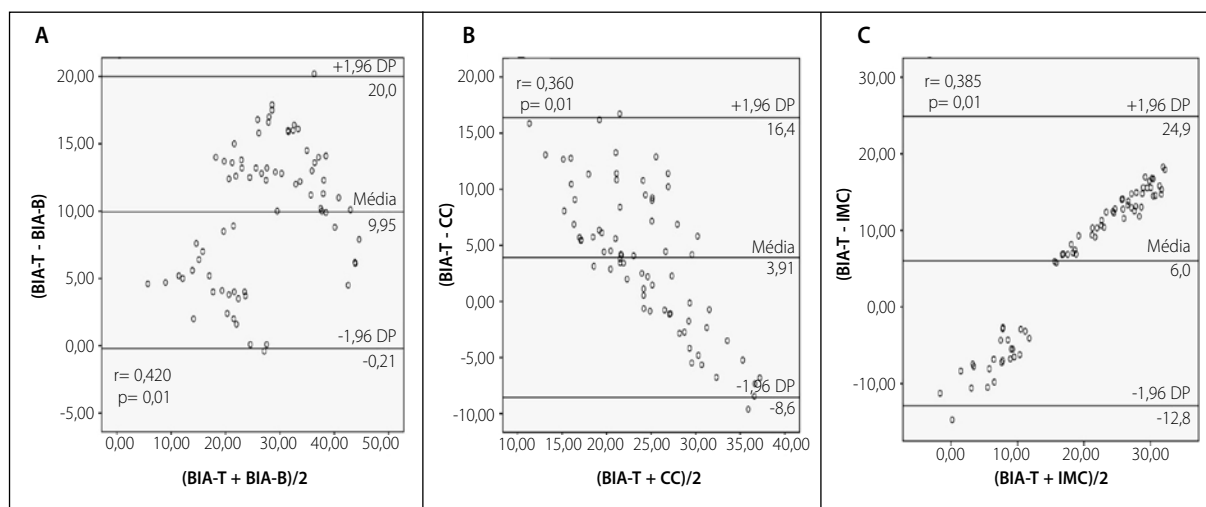 A
+1,96 DP
20,0
Média
9,95
-1,96 DP
-0,21
r= 0,420
p= 0,01
20,00
15,00
10,00
5,00
0,00
-5,00
0,00 10,00 20,00 30,00 40,00 50,00
(BIA-T - BIA-B)
(BIA-T + BIA-B)/2
B
r= 0,360
p= 0,01
+1,96 DP
16,4
Média
3,91
-1,96 DP
-8,6
20,00
15,00
10,00
5,00
0,00
-5,00
-10,00
10,00 15,00 20,00 25,00 30,00 35,00 40,00
(BIA-T - CC)
(BIA-T + CC)/2
C
r= 0,385
p= 0,01
+1,96 DP
24,9
Média
6,0
-1,96 DP
-12,8
30,00
20,00
10,00
0,00
-10,00
0,00 10,00 20,00 30,00
(BIA-T - IMC)
(BIA-T + IMC)/2